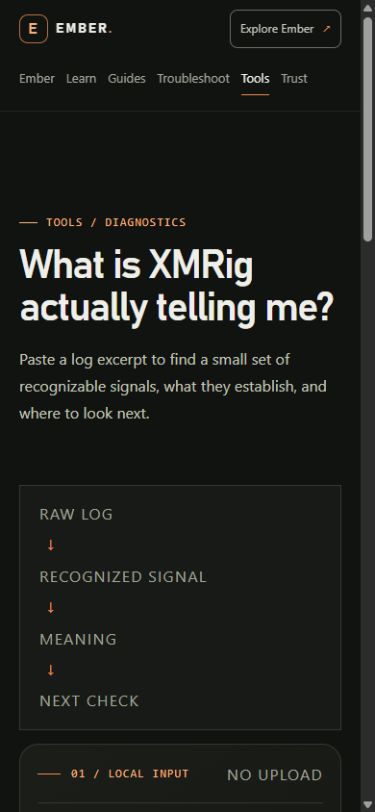 E EMBER.
Explore Ember ↗
Ember Learn Guides Troubleshoot Tools Trust
TOOLS / DIAGNOSTICS
What is XMRig
actually telling me?
Paste a log excerpt to find a small set of
recognizable signals, what they establish, and
where to look next.
RAW LOG
↓
RECOGNIZED SIGNAL
↓
MEANING
↓
NEXT CHECK
01 / LOCAL INPUT NO UPLOAD